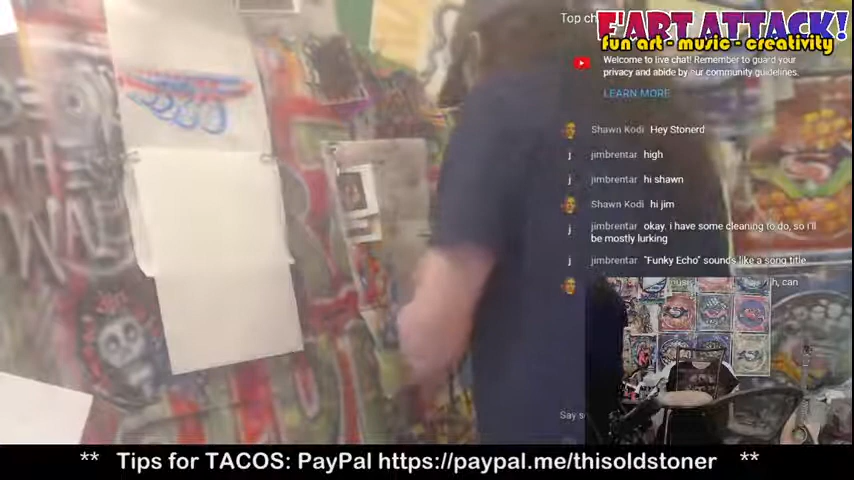 Top ch
F'ART ATTACK!
fun art - music - creativity
Welcome to live chat! Remember to guard your
privacy and abide by our community guidelines.
LEARN MORE
Shawn Kodi Hey Stonerd
jimbrentar high
jimbrentar hi shawn
Shawn Kodi hi jim
jimbrentar okay. i have some cleaning to do, so i'll
be mostly lurking
jimbrentar "Funky Echo" sounds like a song title
h, can
Say s
** Tips for TACOS: PayPal https://paypal.me/thisoldstoner **